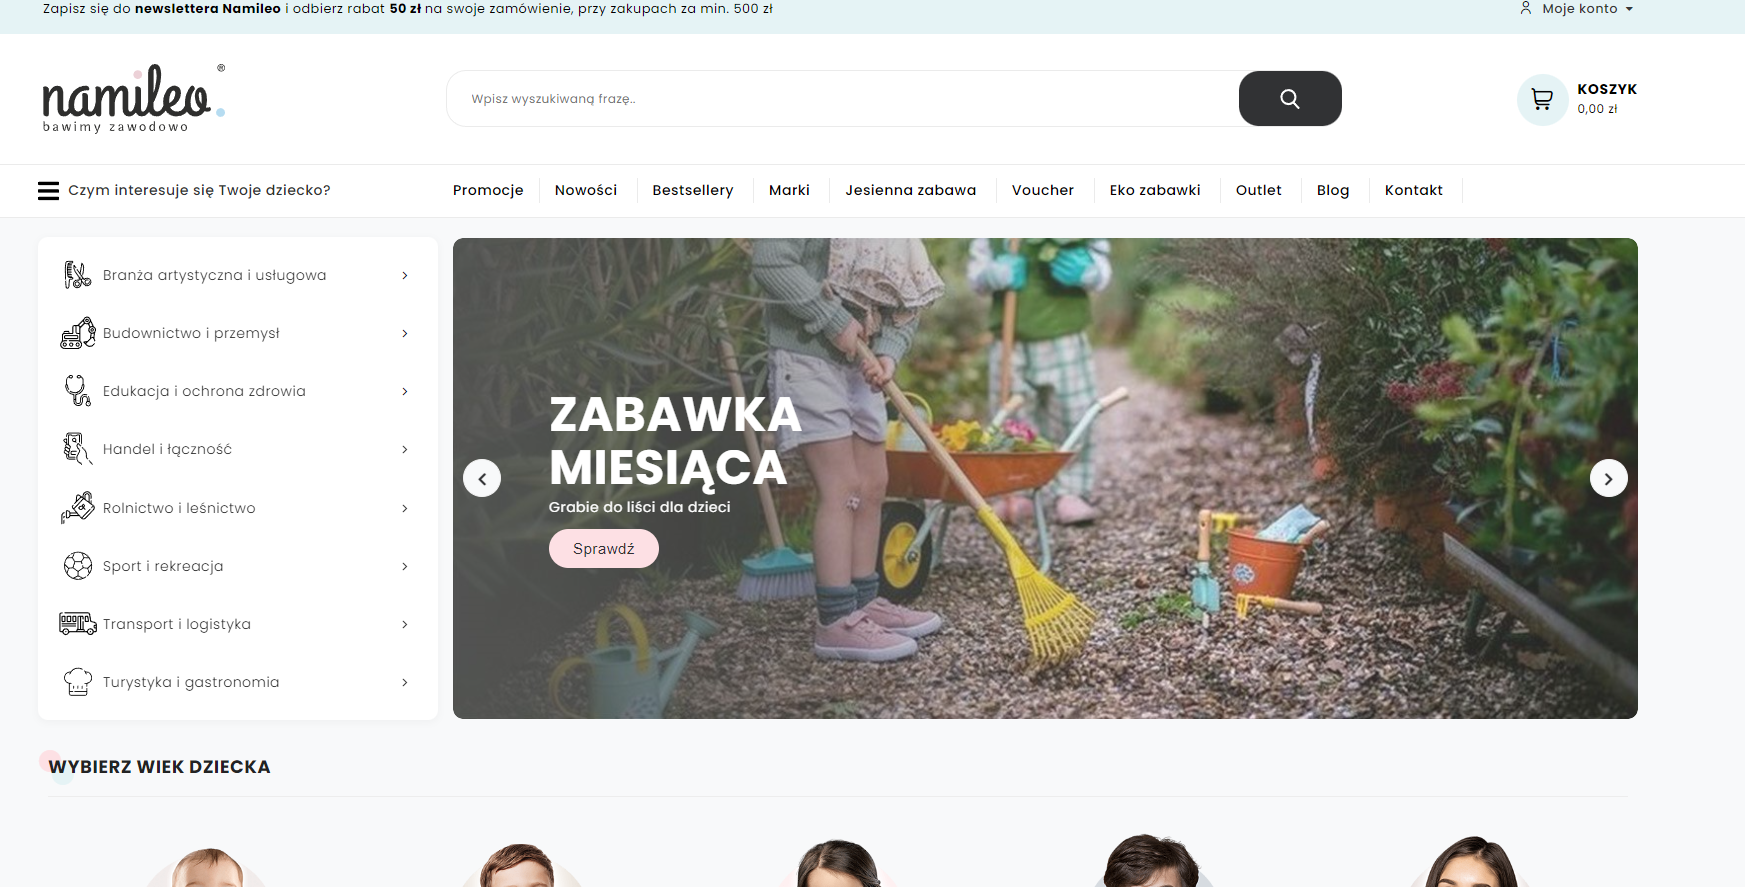 Zapisz się do newslettera Namileo i odbierz rabat 50 zł na swoje zamówienie, przy zakupach za min. 500 zł
Moje konto
namileo ®
bawimy zawodowo
Wpisz wyszukiwaną frazę..
KOSZYK
0,00 zł
Czym interesuje się Twoje dziecko?
Promocje
Nowości
Bestsellery
Marki
Jesienna zabawa
Voucher
Eko zabawki
Outlet
Blog
Kontakt
Branża artystyczna i usługowa
Budownictwo i przemysł
Edukacja i ochrona zdrowia
Handel i łączność
Rolnictwo i leśnictwo
Sport i rekreacja
Transport i logistyka
Turystyka i gastronomia
ZABAWKA
MIESIĄCA
Grabie do liści dla dzieci
Sprawdź
WYBIERZ WIEK DZIECKA